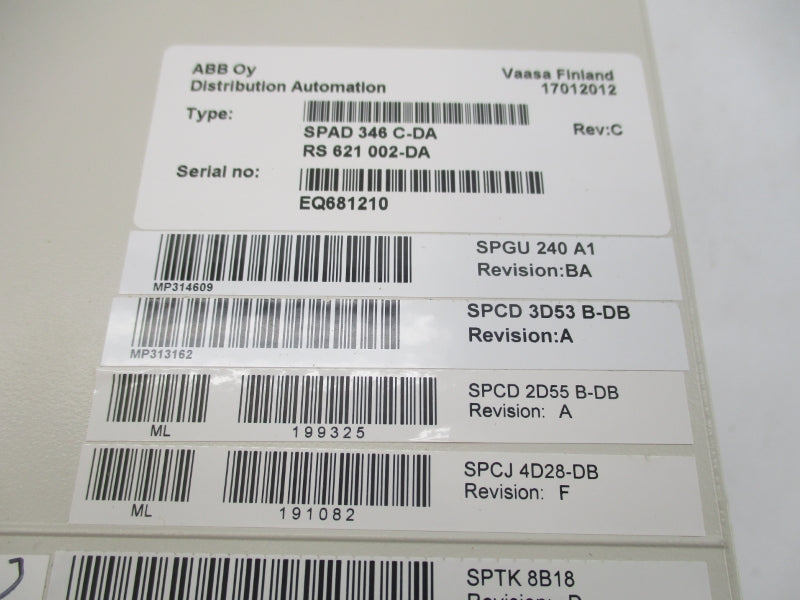 ABB Oy
Distribution Automation
Vaasa Finland
17012012
Type:
SPAD 346 C-DA
RS 621 002-DA
Rev:C
Serial no:
EQ681210
MP314609
SPGU 240 A1
Revision:BA
MP313162
SPCD 3D53 B-DB
Revision:A
ML
199325
SPCD 2D55 B-DB
Revision: A
ML
191082
SPCJ 4D28-DB
Revision: F
SPTK 8B18
Revision: